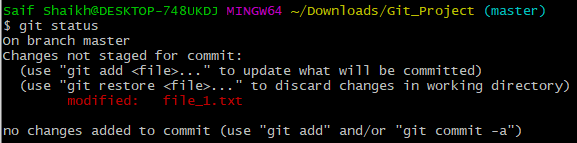 Saif Shaikh@DESKTOP-748UKDJ MINGW64 ~/Downloads/Git_Project (master)
$ git status
On branch master
Changes not staged for commit:
  (use "git add <file>..." to update what will be committed)
  (use "git restore <file>..." to discard changes in working directory)
        modified:   file_1.txt

no changes added to commit (use "git add" and/or "git commit -a")